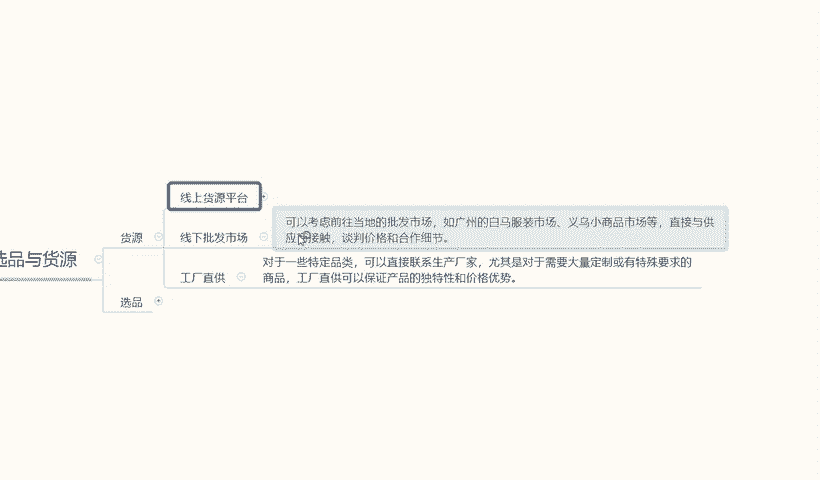 线上货源平台
可以考虑前往当地的批发市场，如广州的白马服装市场、义乌小商品市场等，直接与供
货源
线下批发市场
应商接触，谈判价格和合作细节。
选品与货源
对于一些特定品类，可以直接联系生产厂家，尤其是对于需要大量定制或有特殊要求的
工厂直供
商品，工厂直供可以保证产品的独特性和价格优势。
选品